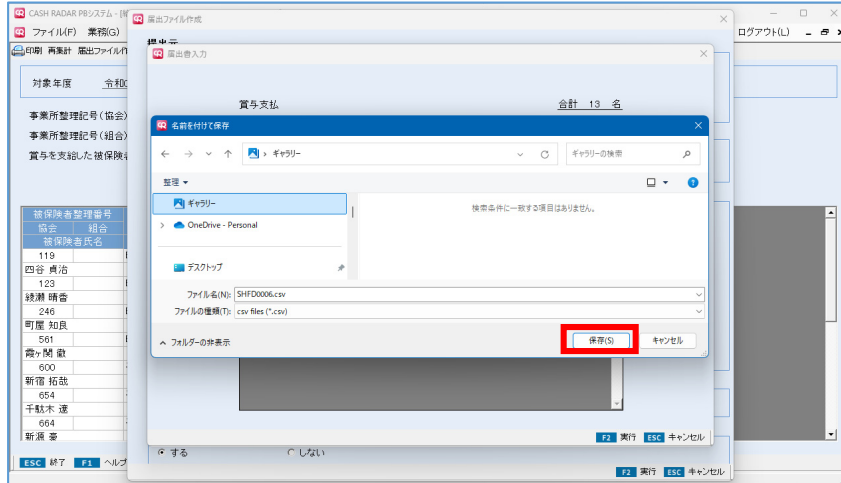 CASH RADAR PBシステム - [
届出ファイル作成
ファイル(F) 業務(G)
ログアウト(L)
印刷 再集計 届出ファイル作
提出元
届出書入力
対象年度 令和
賞与支払 合計 13 名
事業所整理記号(協会)
事業所整理記号(組合)
賞与を支給した被保険者
名前を付けて保存
ギャラリー
ギャラリーの検索
整理
ギャラリー
検索条件に一致する項目はありません。
OneDrive - Personal
デスクトップ
ファイル名(N): SHFD0006.csv
ファイルの種類(T): csv files (*.csv)
フォルダーの非表示
保存(S) キャンセル
被保険者整理番号
協会 組合
被保険者氏名
119
四谷 貞治
123
綾瀬 晴香
246
町屋 知良
561
霞ヶ関 徹
600
新宿 拓哉
654
千駄木 遼
664
新源 豪
F2 実行 ESC キャンセル
する しない
ESC 終了 F1 ヘルプ
F2 実行 ESC キャンセル